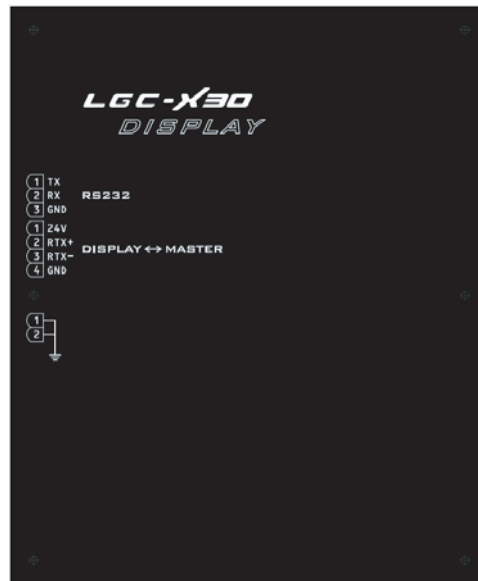 LGC-X30
DISPLAY
1 TX
2 RX RS232
3 GND
1 24V
2 RTX+
DISPLAY ↔ MASTER
3 RTX-
4 GND
1
2